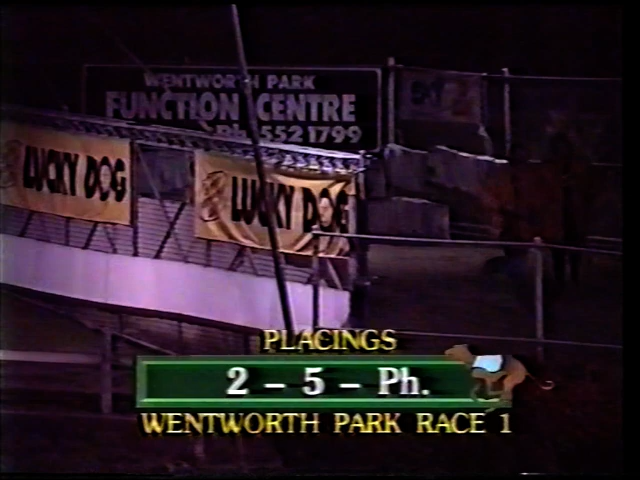 WENTWORTH PARK
FUNCTION CENTRE
Ph. 552 1799
LUCKY DOG
LUCKY DOG
PLACINGS
2 – 5 – Ph.
WENTWORTH PARK RACE 1